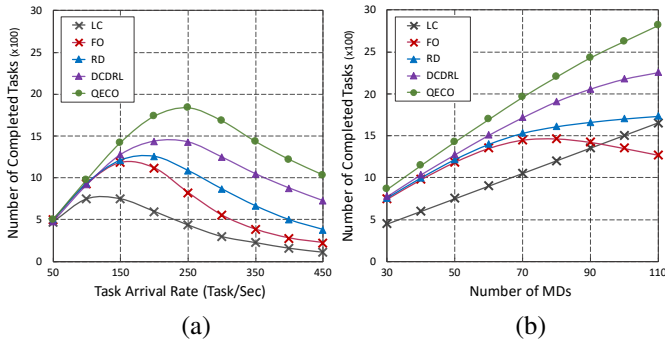 Number of Completed Tasks (x100)
30
25
20
15
10
5
0
LC
FO
RD
DCDRL
QECO
50
150
250
350
450
Task Arrival Rate (Task/Sec)
(a)
Number of Completed Tasks (x100)
30
25
20
15
10
5
0
LC
FO
RD
DCDRL
QECO
30
50
70
90
110
Number of MDs
(b)